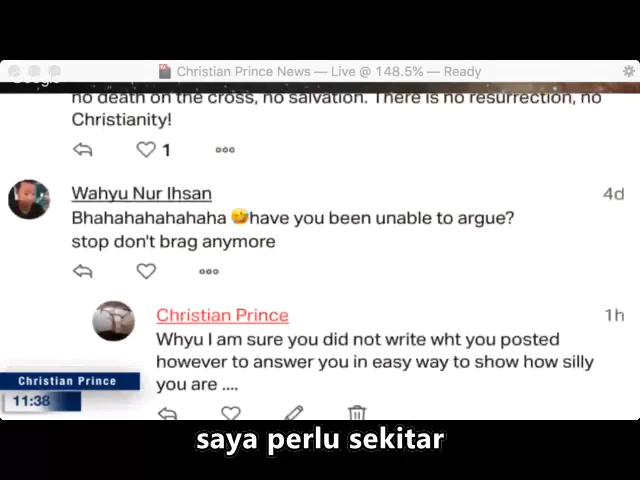 Christian Prince News — Live @ 148.5% — Ready
no death on the cross, no salvation. There is no resurrection, no
Christianity!
1
Wahyu Nur Ihsan
4d
Bhahahahahahaha 🤣have you been unable to argue?
stop don't brag anymore
Christian Prince
1h
Whyu I am sure you did not write wht you posted
however to answer you in easy way to show how silly
you are ....
Christian Prince
11:38
saya perlu sekitar